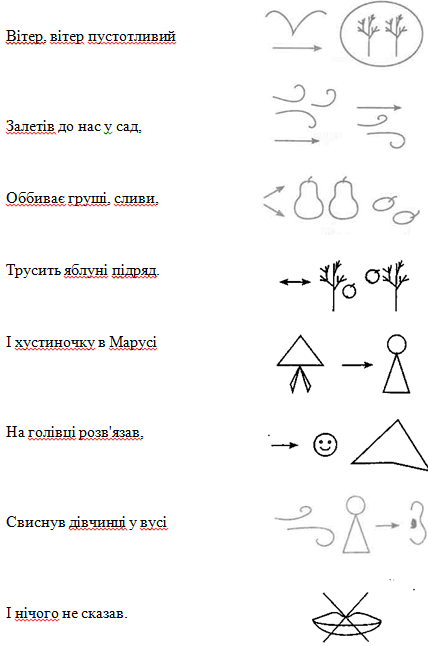 Вітер, вітер пустотливий
Залетів до нас у сад,
Оббиває груші, сливи,
Трусить яблуні підряд.
І хустиночку в Марусі
На голівці розв'язав,
Свиснув дівчинці у вусі
І нічого не сказав.